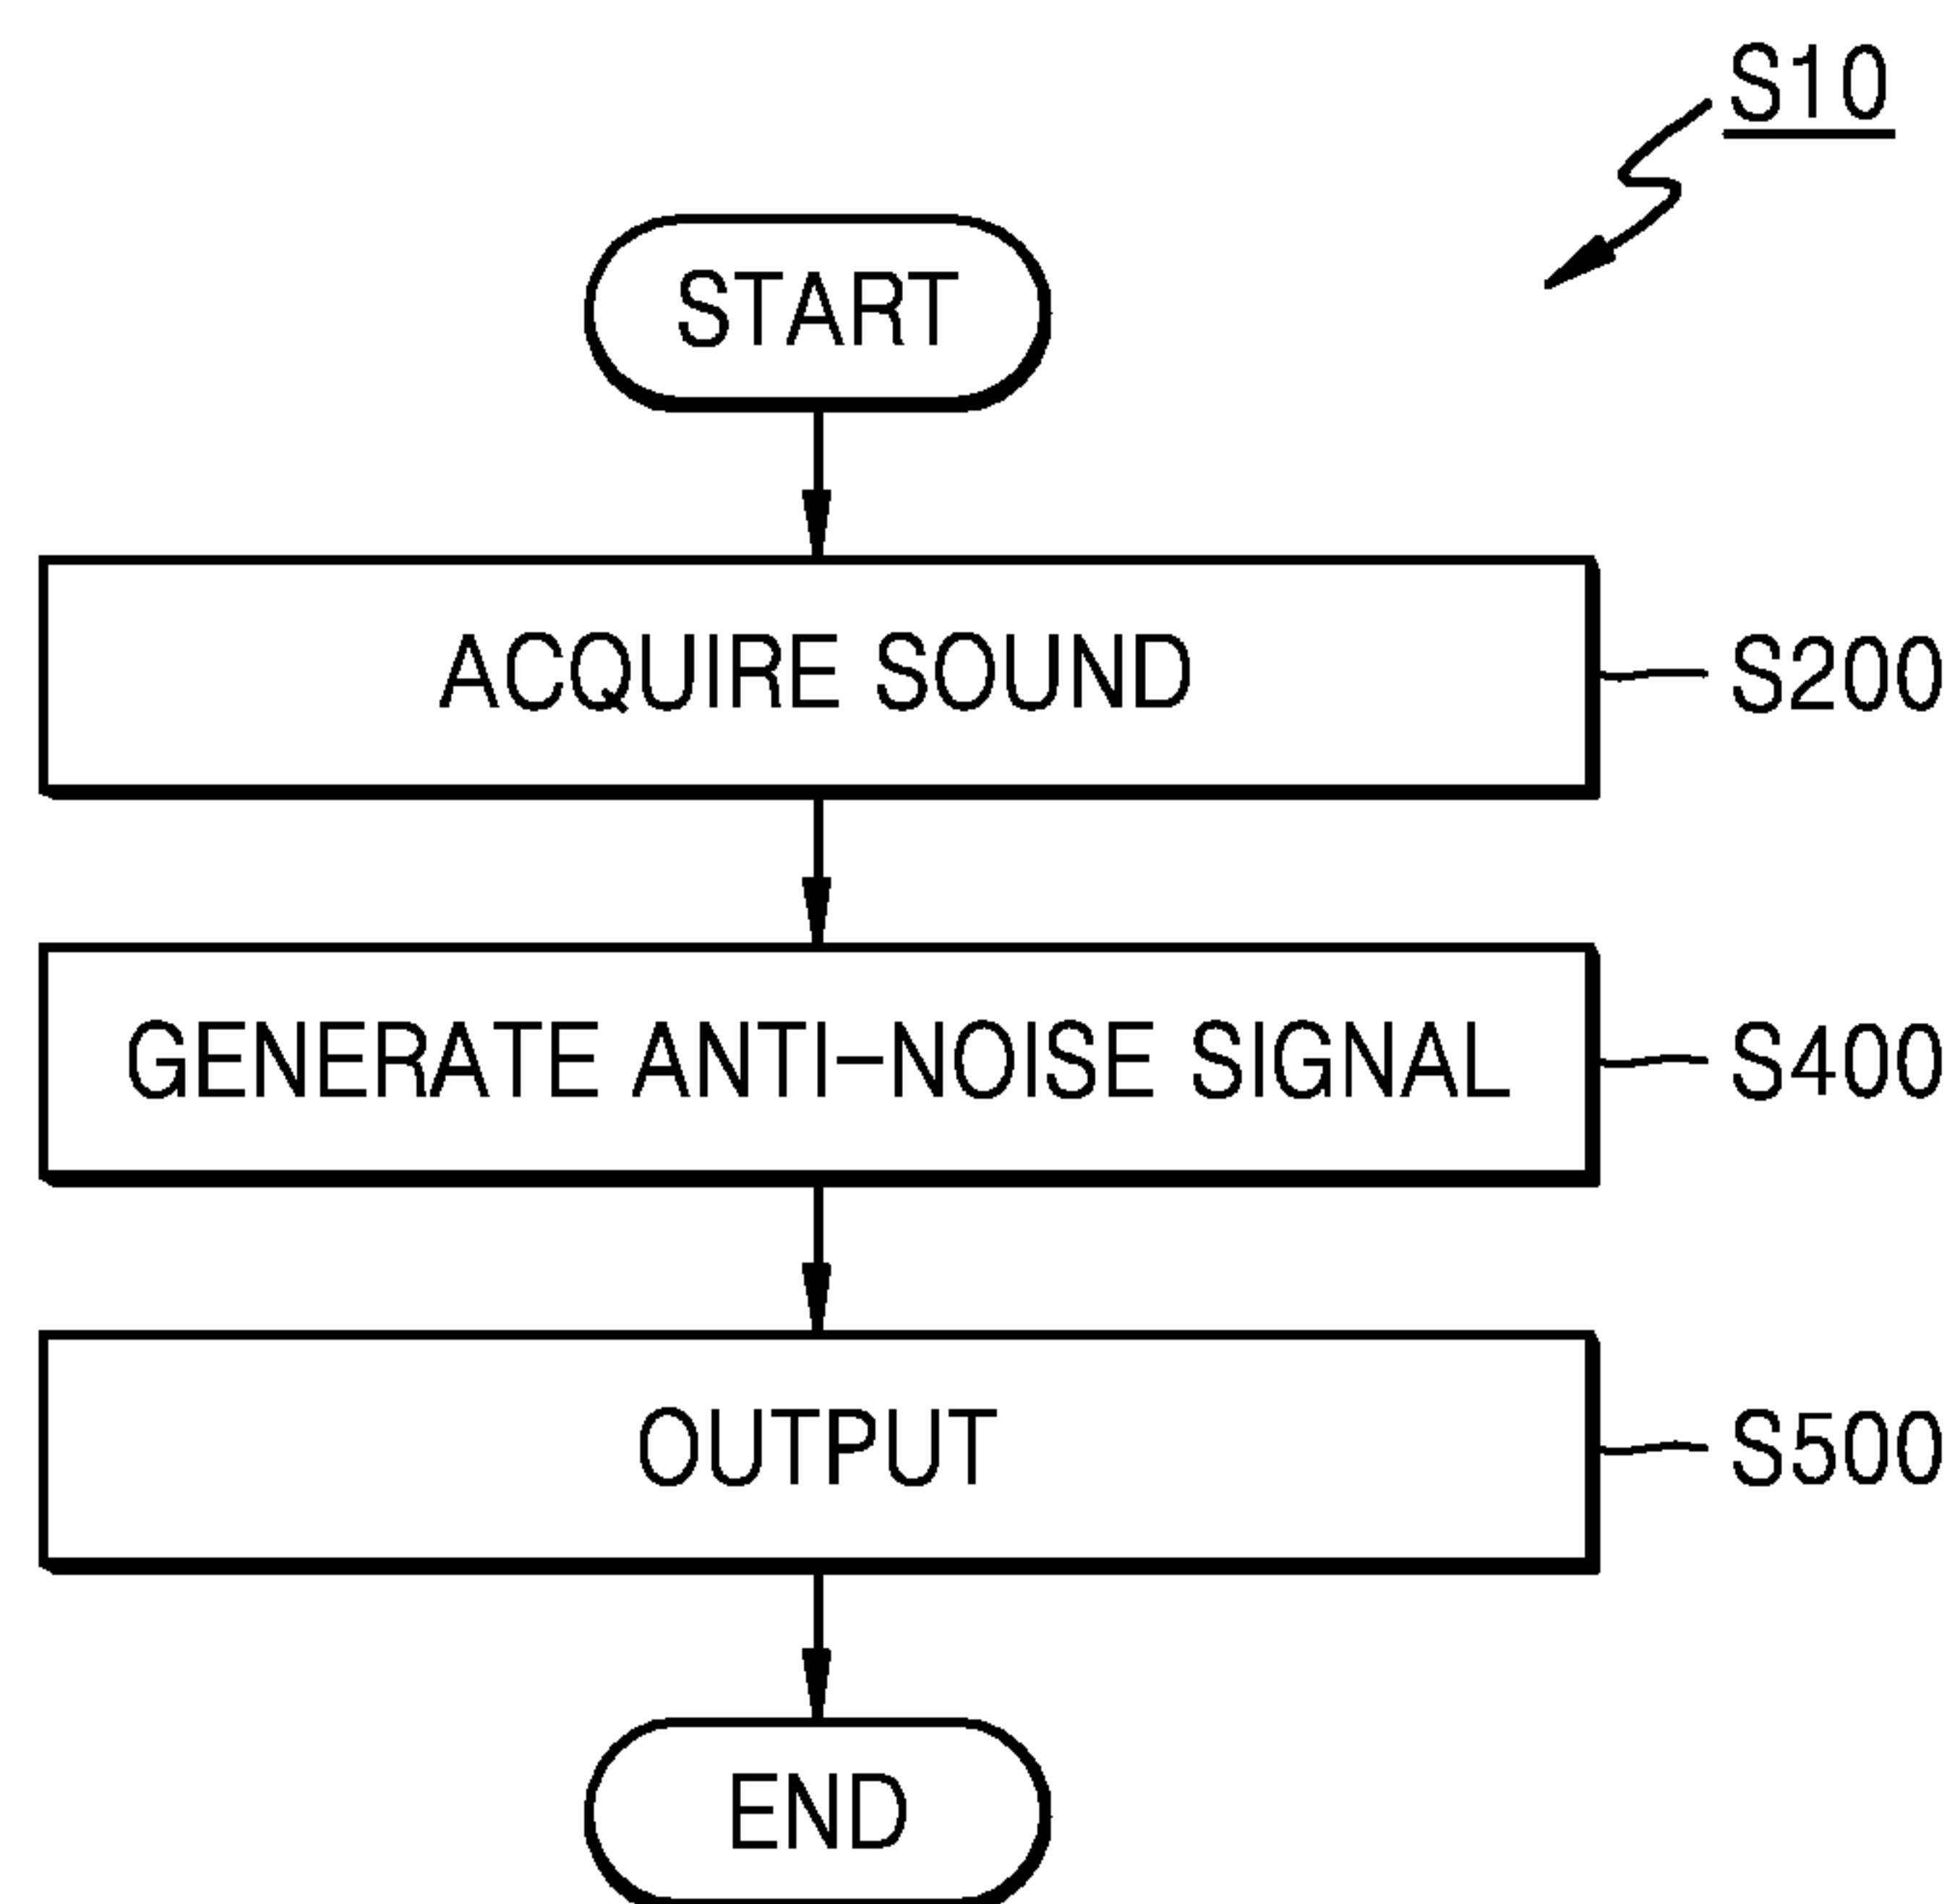 S10
START
ACQUIRE SOUND
S200
GENERATE ANTI-NOISE SIGNAL
S400
OUTPUT
S500
END